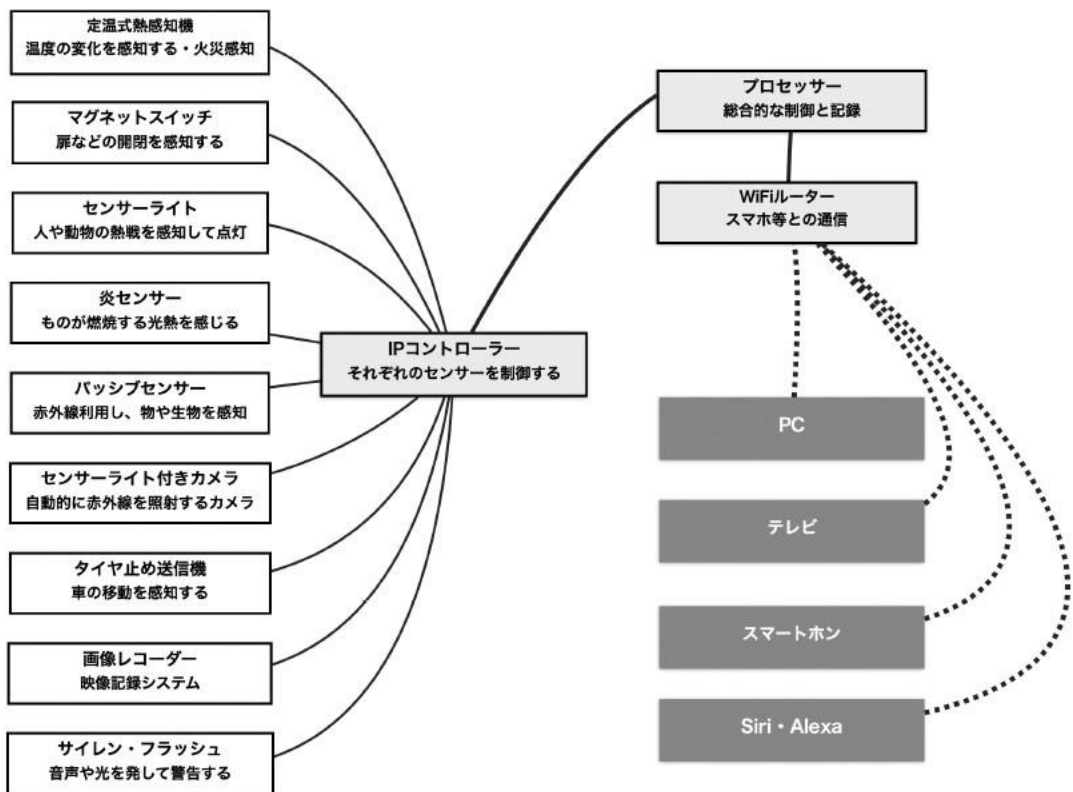 定温式熱感知機
温度の変化を感知する・火災感知
マグネットスイッチ
扉などの開閉を感知する
センサーライト
人や動物の熱戦を感知して点灯
炎センサー
ものが燃焼する光熱を感じる
パッシブセンサー
赤外線利用し、物や生物を感知
センサーライト付きカメラ
自動的に赤外線を照射するカメラ
タイヤ止め送信機
車の移動を感知する
画像レコーダー
映像記録システム
サイレン・フラッシュ
音声や光を発して警告する
IPコントローラー
それぞれのセンサーを制御する
プロセッサー
総合的な制御と記録
WiFiルーター
スマホ等との通信
PC
テレビ
スマートホン
Siri・Alexa